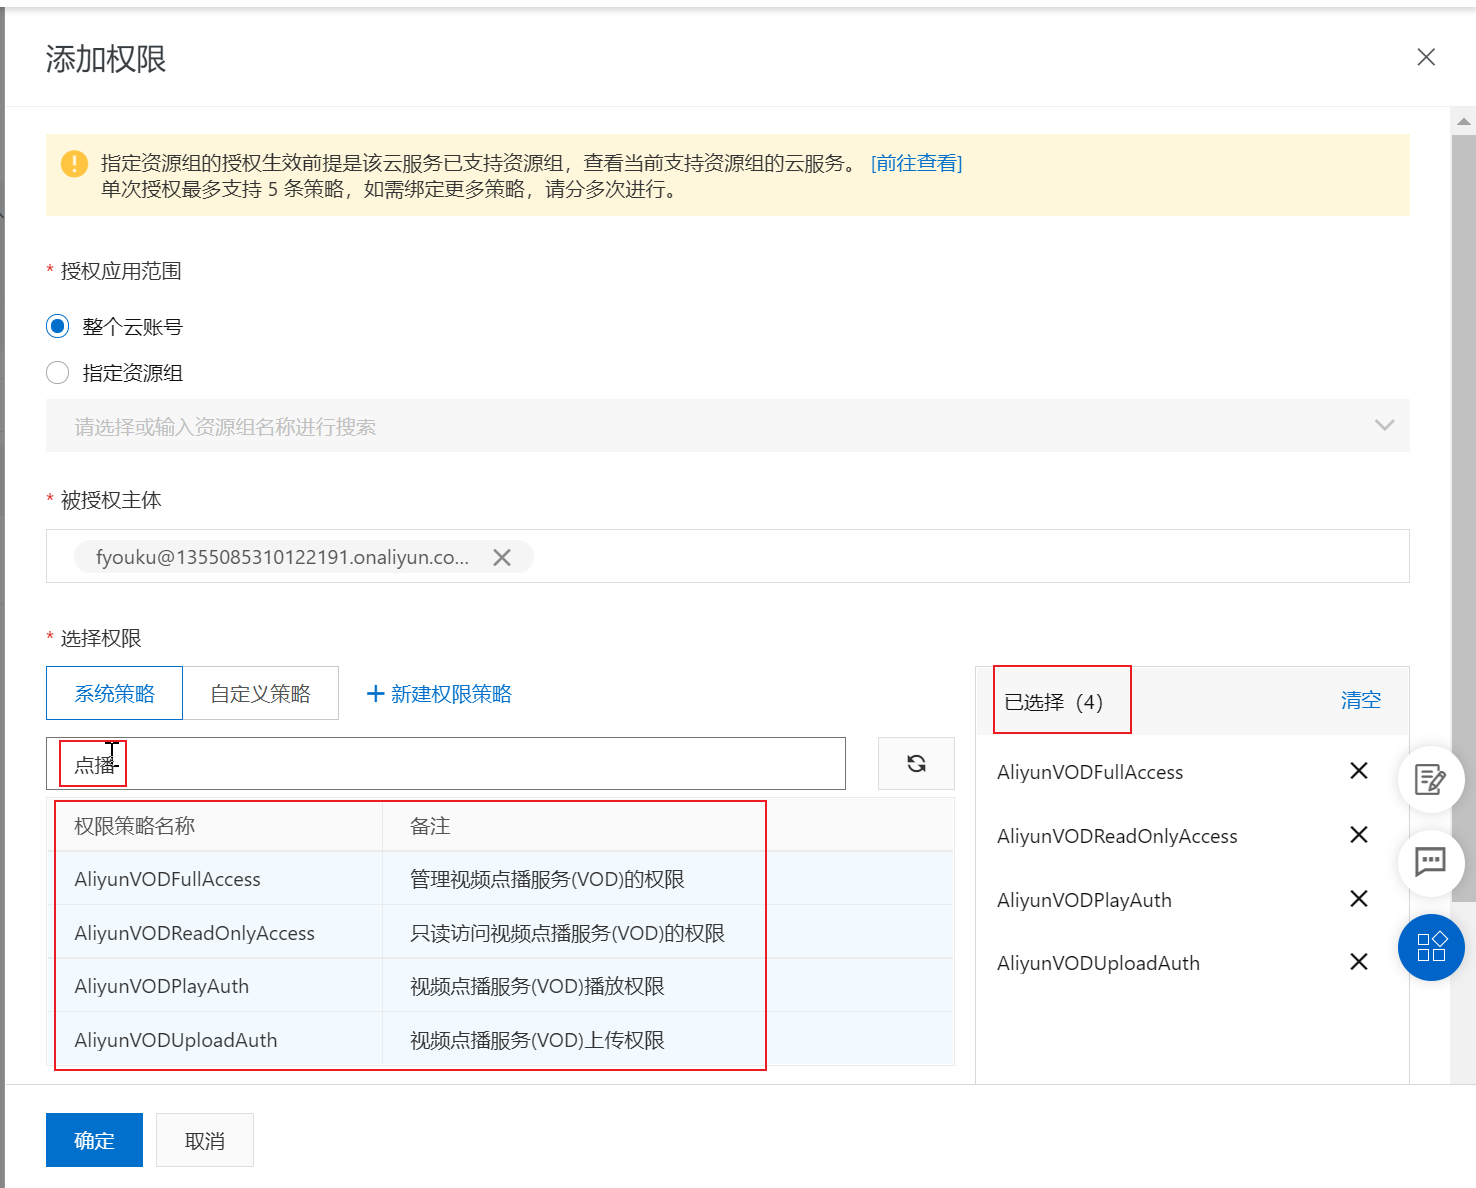 添加权限
指定资源组的授权生效前提是该云服务已支持资源组，查看当前支持资源组的云服务。 [前往查看]
单次授权最多支持 5 条策略，如需绑定更多策略，请分多次进行。
* 授权应用范围
整个云账号
指定资源组
请选择或输入资源组名称进行搜索
* 被授权主体
fyouku@1355085310122191.onaliyun.co...
* 选择权限
系统策略 自定义策略 + 新建权限策略
点播
权限策略名称 备注
AliyunVODFullAccess 管理视频点播服务(VOD)的权限
AliyunVODReadOnlyAccess 只读访问视频点播服务(VOD)的权限
AliyunVODPlayAuth 视频点播服务(VOD)播放权限
AliyunVODUploadAuth 视频点播服务(VOD)上传权限
已选择（4） 清空
AliyunVODFullAccess
AliyunVODReadOnlyAccess
AliyunVODPlayAuth
AliyunVODUploadAuth
确定 取消